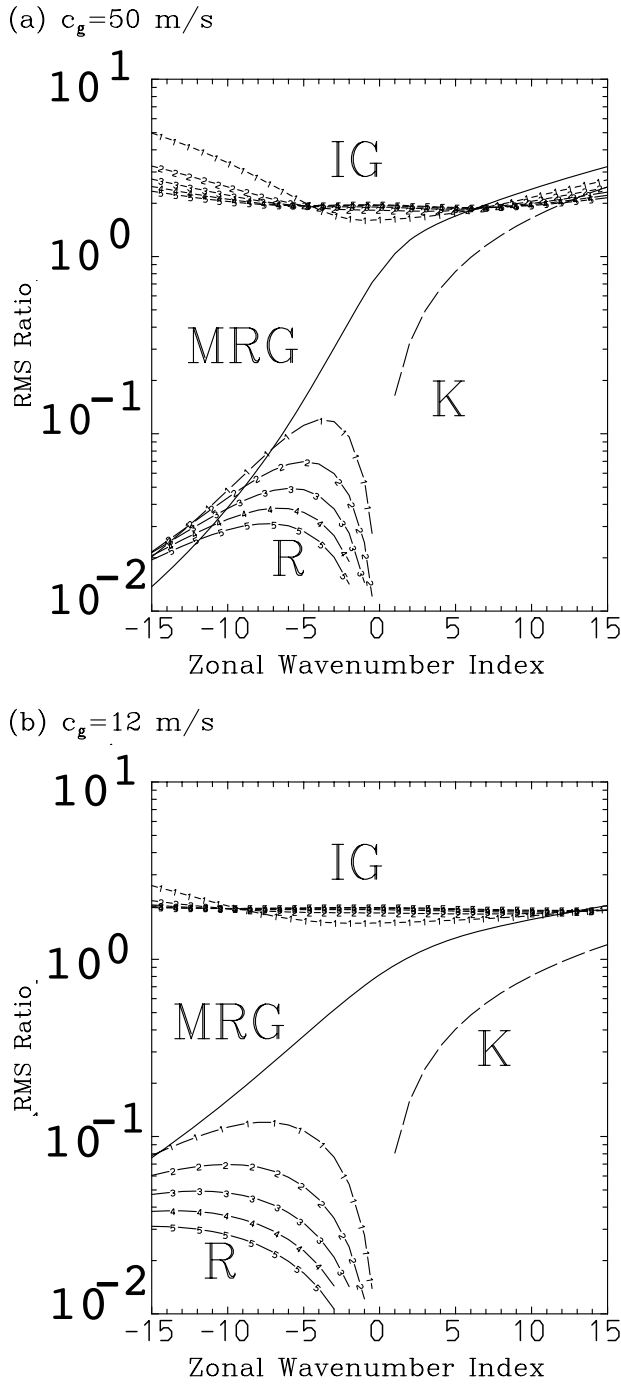 (a) cg=50 m/s
10^1
IG
10^0
MRG
RMS Ratio
K
10^-1
R
10^-2
-15 -10 -5 0 5 10 15
Zonal Wavenumber Index
(b) cg=12 m/s
10^1
IG
10^0
MRG
RMS Ratio
K
10^-1
R
10^-2
-15 -10 -5 0 5 10 15
Zonal Wavenumber Index